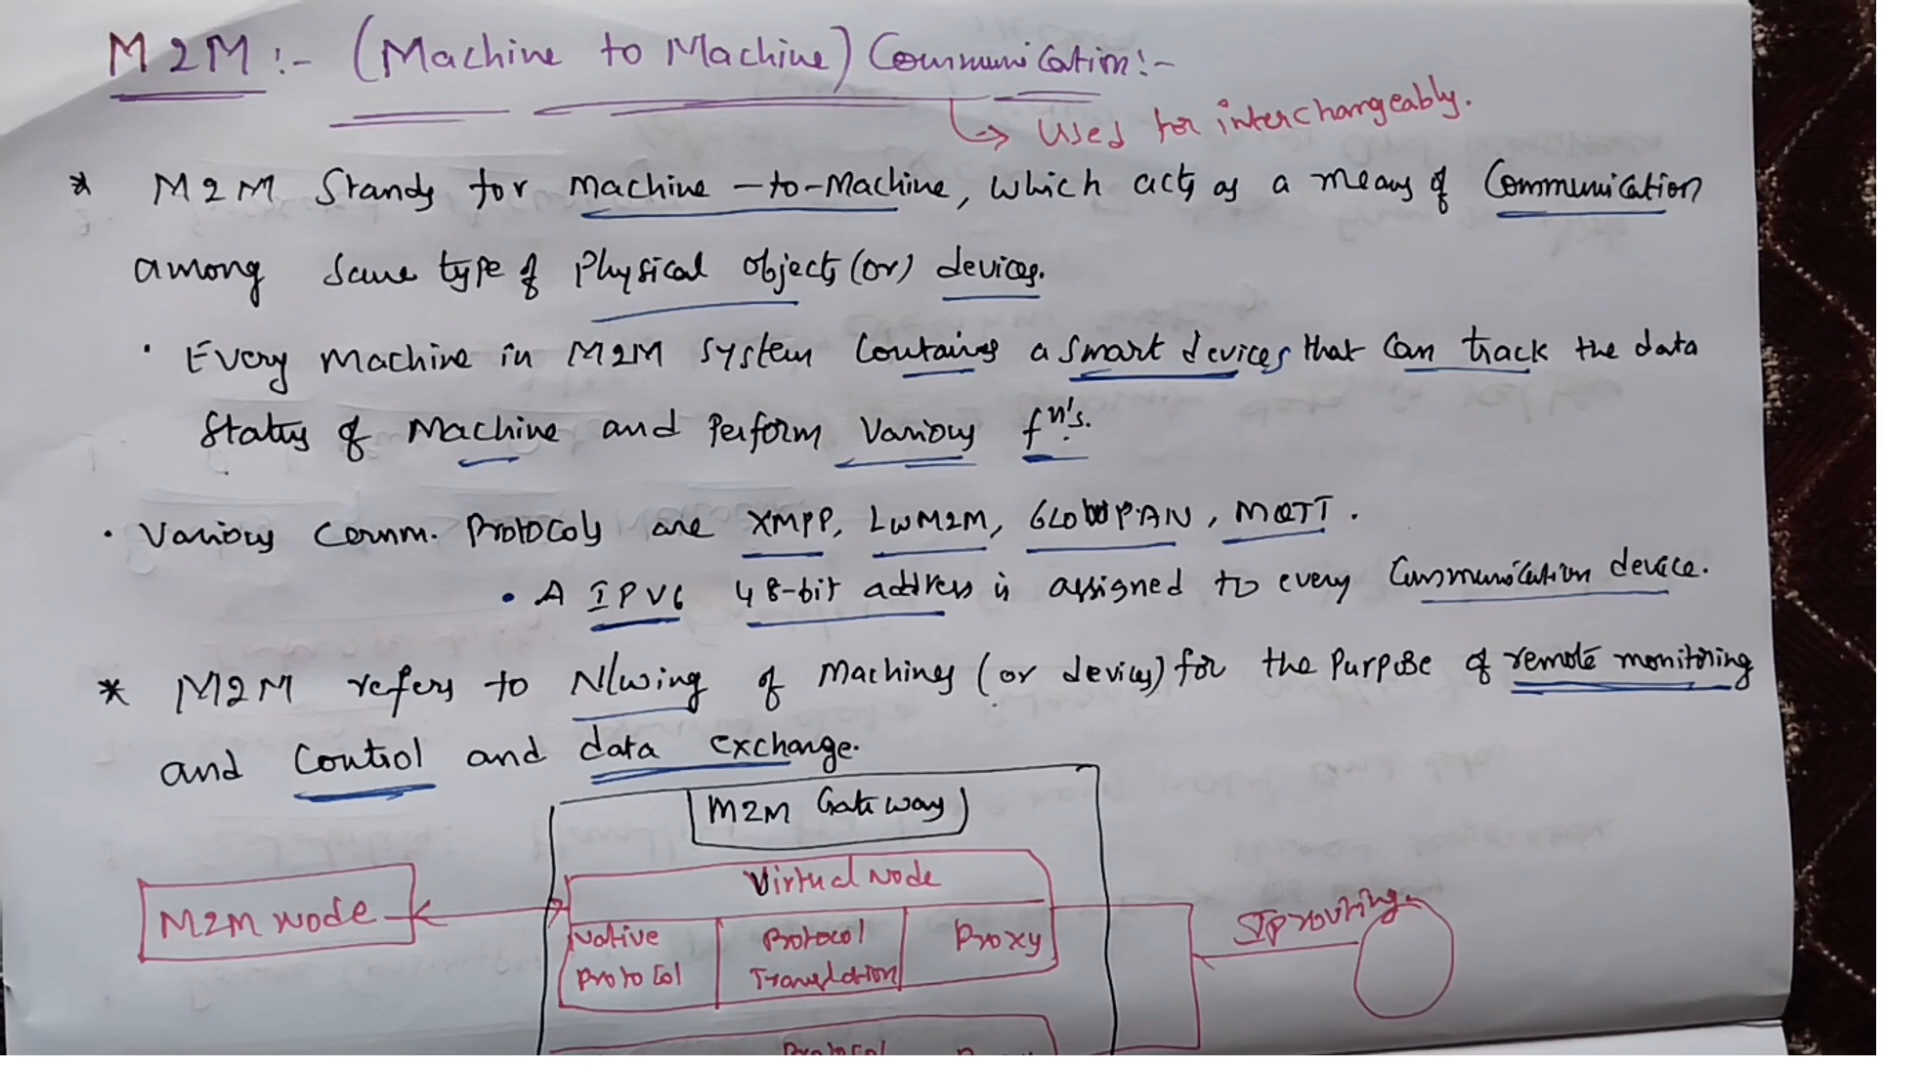 M2M :- (Machine to Machine) Communication:-
↳ Used for interchangeably.
* M2M Stands for Machine-to-Machine, which acts as a means of Communication
among same type of Physical objects (or) devices.
· Every Machine in M2M System Contains a Smart devices that Can track the data
Status of Machine and Perform Various fⁿ's.
· Various Comm. Protocols are XMPP, LWM2M, 6LOWPAN, MQTT.
· A IPV6 48-bit address is assigned to every Communication device.
* M2M refers to N/wing of Machines (or devices) for the Purpose of remote monitoring
and Control and data exchange.
M2M Gateway
Virtual Node
M2M node
Native Protocol
Protocol Translation
Proxy
IP routing
Protocol